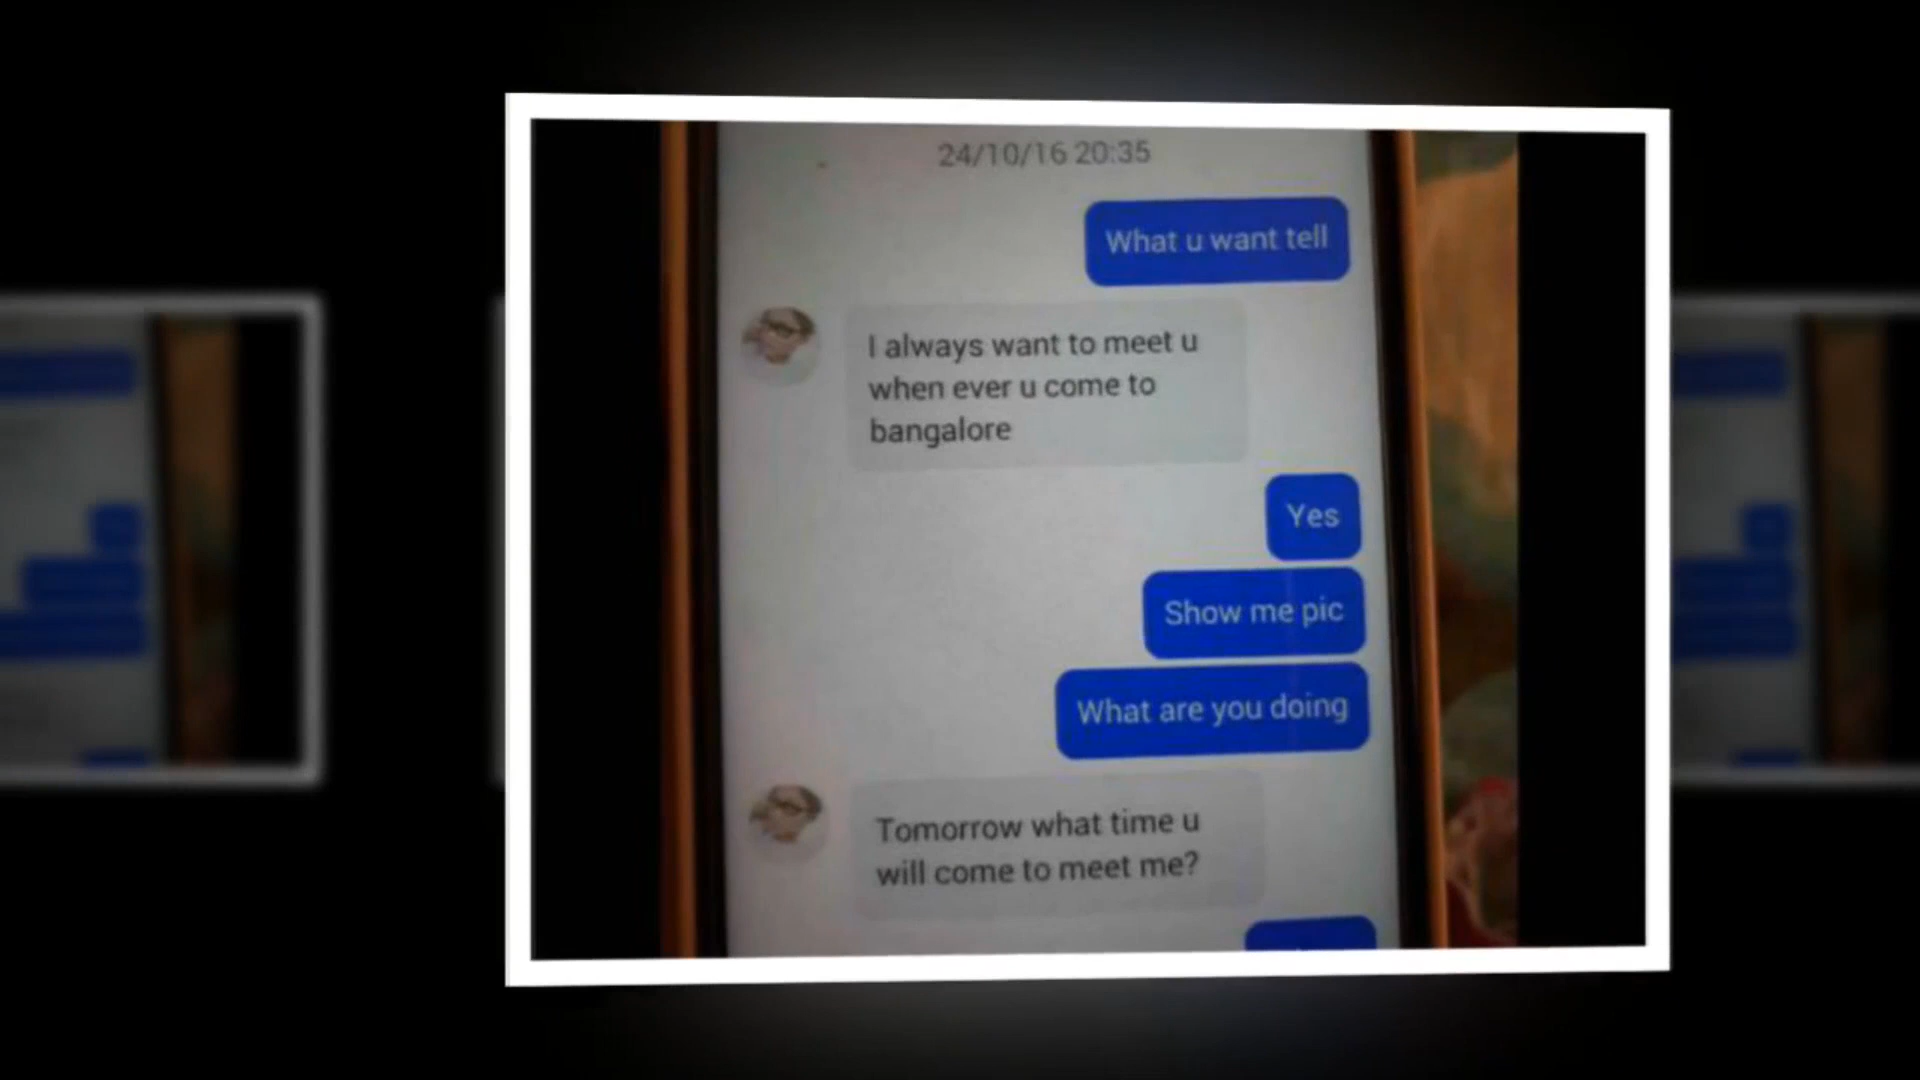 24/10/16 20:35
What u want tell
I always want to meet u
when ever u come to
bangalore
Yes
Show me pic
What are you doing
Tomorrow what time u
will come to meet me?